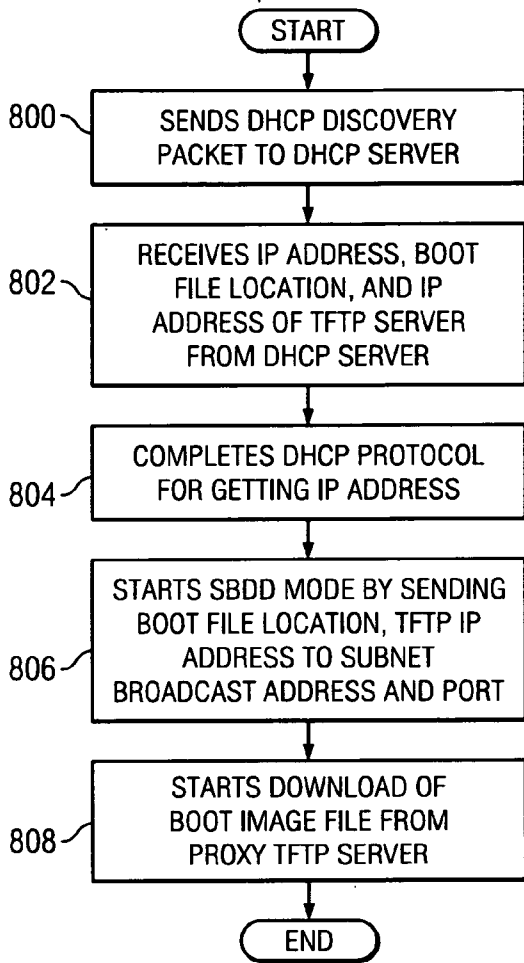 START
800
SENDS DHCP DISCOVERY
PACKET TO DHCP SERVER
802
RECEIVES IP ADDRESS, BOOT
FILE LOCATION, AND IP
ADDRESS OF TFTP SERVER
FROM DHCP SERVER
804
COMPLETES DHCP PROTOCOL
FOR GETTING IP ADDRESS
806
STARTS SBDD MODE BY SENDING
BOOT FILE LOCATION, TFTP IP
ADDRESS TO SUBNET
BROADCAST ADDRESS AND PORT
808
STARTS DOWNLOAD OF
BOOT IMAGE FILE FROM
PROXY TFTP SERVER
END